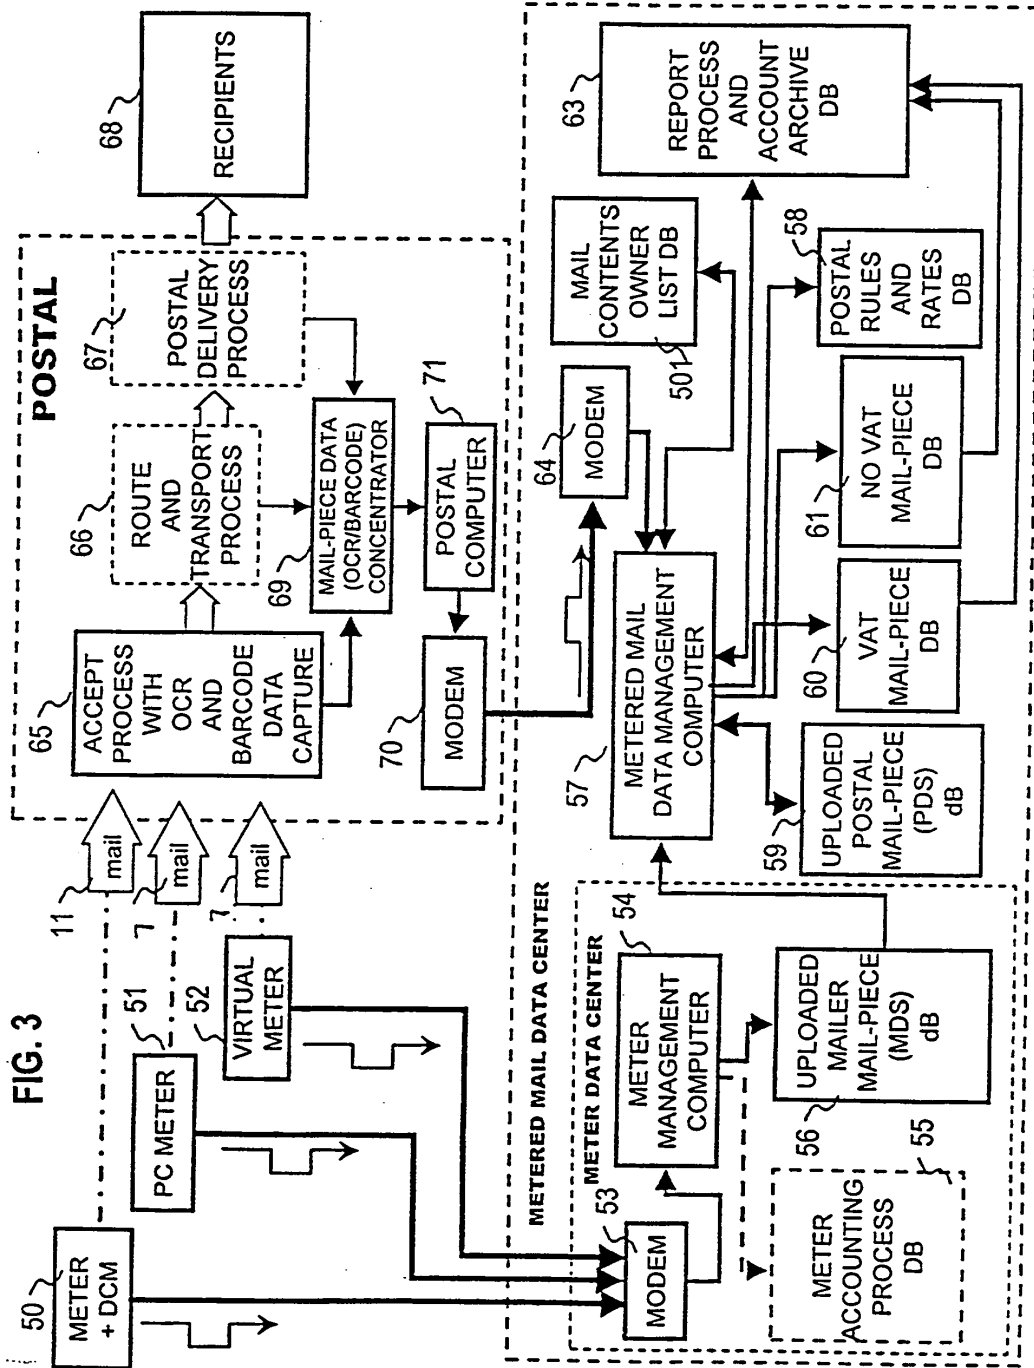 FIG. 3
50
METER
+ DCM
51
PC METER
52
VIRTUAL
METER
11
mail
7
mail
7
mail
POSTAL
65
ACCEPT
PROCESS
WITH
OCR
AND
BARCODE
DATA
CAPTURE
66
ROUTE
AND
TRANSPORT
PROCESS
67
POSTAL
DELIVERY
PROCESS
68
RECIPIENTS
69
MAIL-PIECE DATA
(OCR/BARCODE)
CONCENTRATOR
71
POSTAL
COMPUTER
70
MODEM
METERED MAIL DATA CENTER
METER DATA CENTER
53
MODEM
54
METER
MANAGEMENT
COMPUTER
55
METER
ACCOUNTING
PROCESS
DB
56
UPLOADED
MAILER
MAIL-PIECE
(MDS)
dB
57
METERED MAIL
DATA MANAGEMENT
COMPUTER
64
MODEM
501
MAIL
CONTENTS
OWNER
LIST DB
63
REPORT
PROCESS
AND
ACCOUNT
ARCHIVE
DB
59
UPLOADED
POSTAL
MAIL-PIECE
(PDS)
dB
60
VAT
MAIL-PIECE
DB
61
NO VAT
MAIL-PIECE
DB
58
POSTAL
RULES
AND
RATES
DB